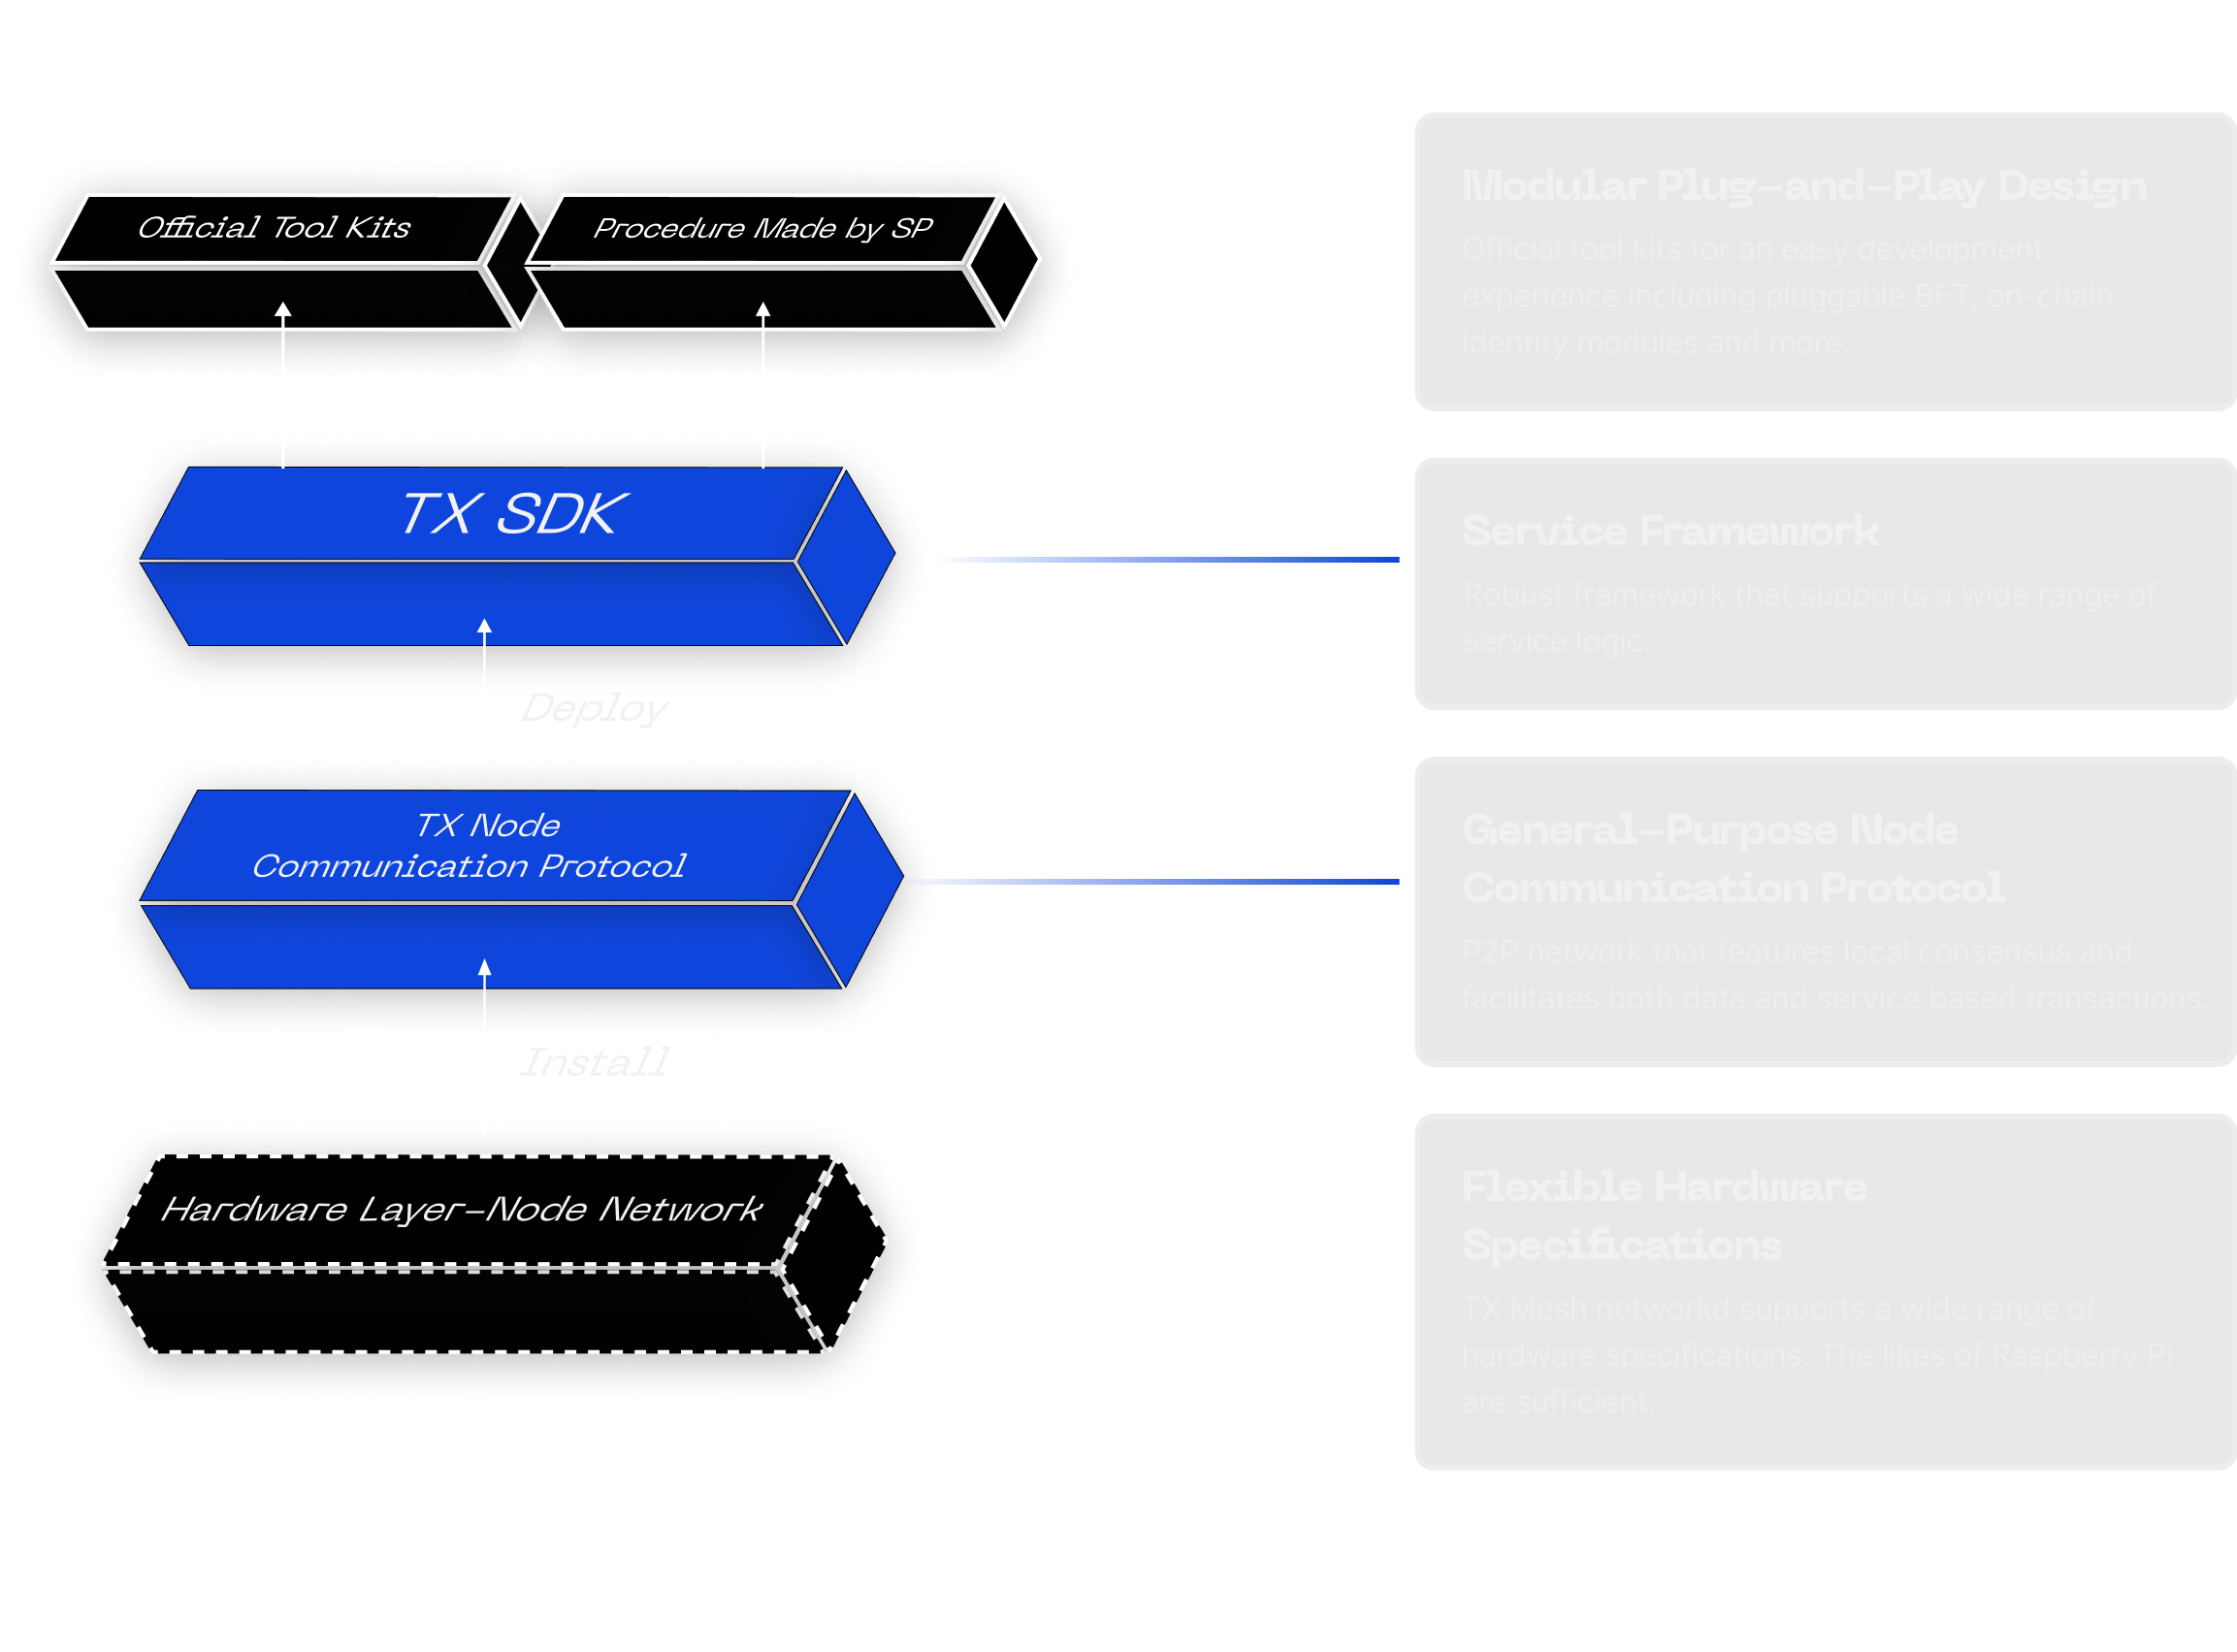 Official Tool Kits
Procedure Made by SP
Modular Plug-and-Play Design
Official tool kits for an easy development
experience including pluggable BFT, on-chain
identity modules and more.
TX SDK
Service Framework
Robust framework that supports a wide range of
service logic.
Deploy
TX Node
Communication Protocol
General-Purpose Node
Communication Protocol
P2P network that features local consensus and
facilitates both data and service based transactions.
Install
Hardware Layer-Node Network
Flexible Hardware
Specifications
TX Mesh networkd supports a wide range of
hardware specifications. The likes of Raspberry Pi
are sufficient.